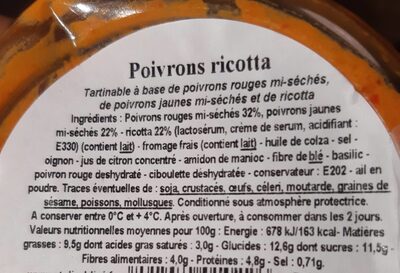 Poivrons ricotta
Tartinable à base de poivrons rouges mi-séchés,
de poivrons jaunes mi-séchés et de ricotta
Ingrédients : Poivrons rouges mi-séchés 32%, poivrons jaunes
mi-séchés 22% - ricotta 22% (lactosérum, crème de serum, acidifiant :
E330) (contient lait) - fromage frais (contient lait) - huile de colza - sel -
oignon - jus de citron concentré - amidon de manioc - fibre de blé - basilic -
poivron rouge deshydraté - ciboulette déshydratée - conservateur : E202 - ail en
poudre. Traces éventuelles de : soja, crustacés, œufs, céleri, moutarde, graines de
sésame, poissons, mollusques. Conditionné sous atmosphère protectrice.
A conserver entre 0°C et + 4°C. Après ouverture, à consommer dans les 2 jours.
Valeurs nutritionnelles moyennes pour 100g : Energie : 678 kJ/163 kcal- Matières
grasses : 9,5g dont acides gras saturés : 3,0g - Glucides : 12,6g dont sucres : 11,5g -
Fibres alimentaires : 4,0g - Protéines : 4,8g - Sel : 0,71g.